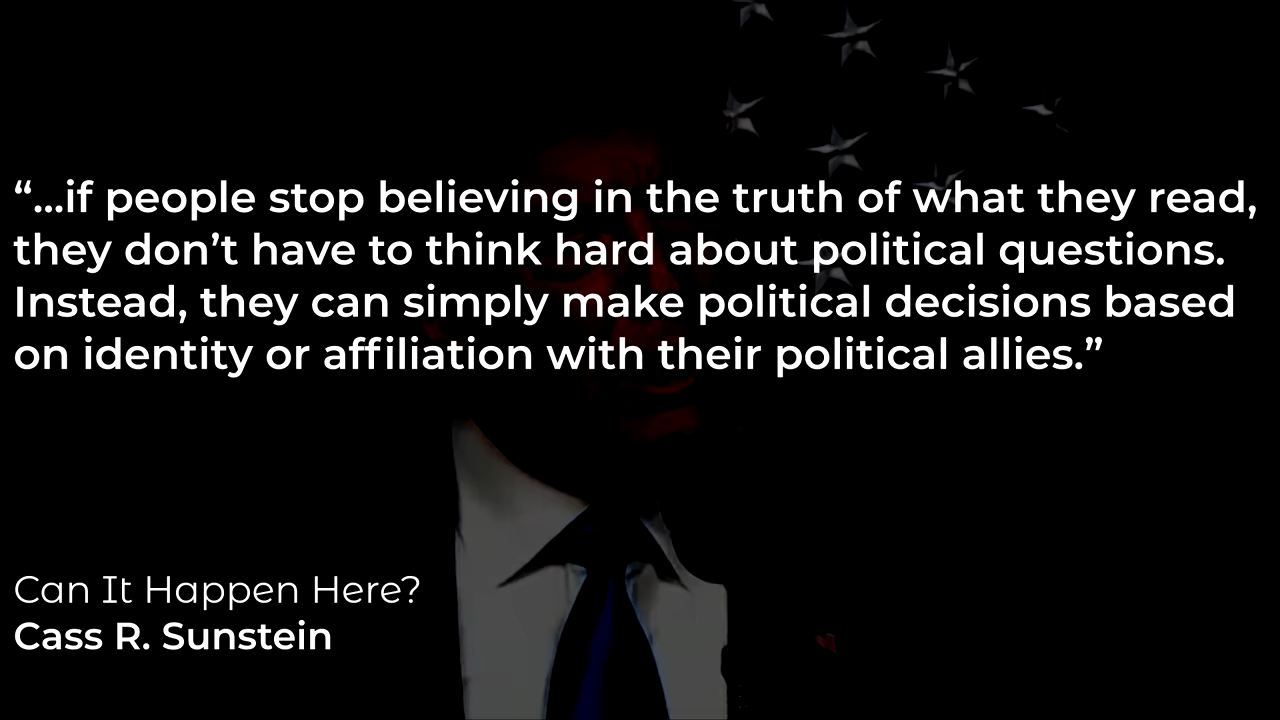 “...if people stop believing in the truth of what they read,
they don’t have to think hard about political questions.
Instead, they can simply make political decisions based
on identity or affiliation with their political allies.”
Can It Happen Here?
Cass R. Sunstein